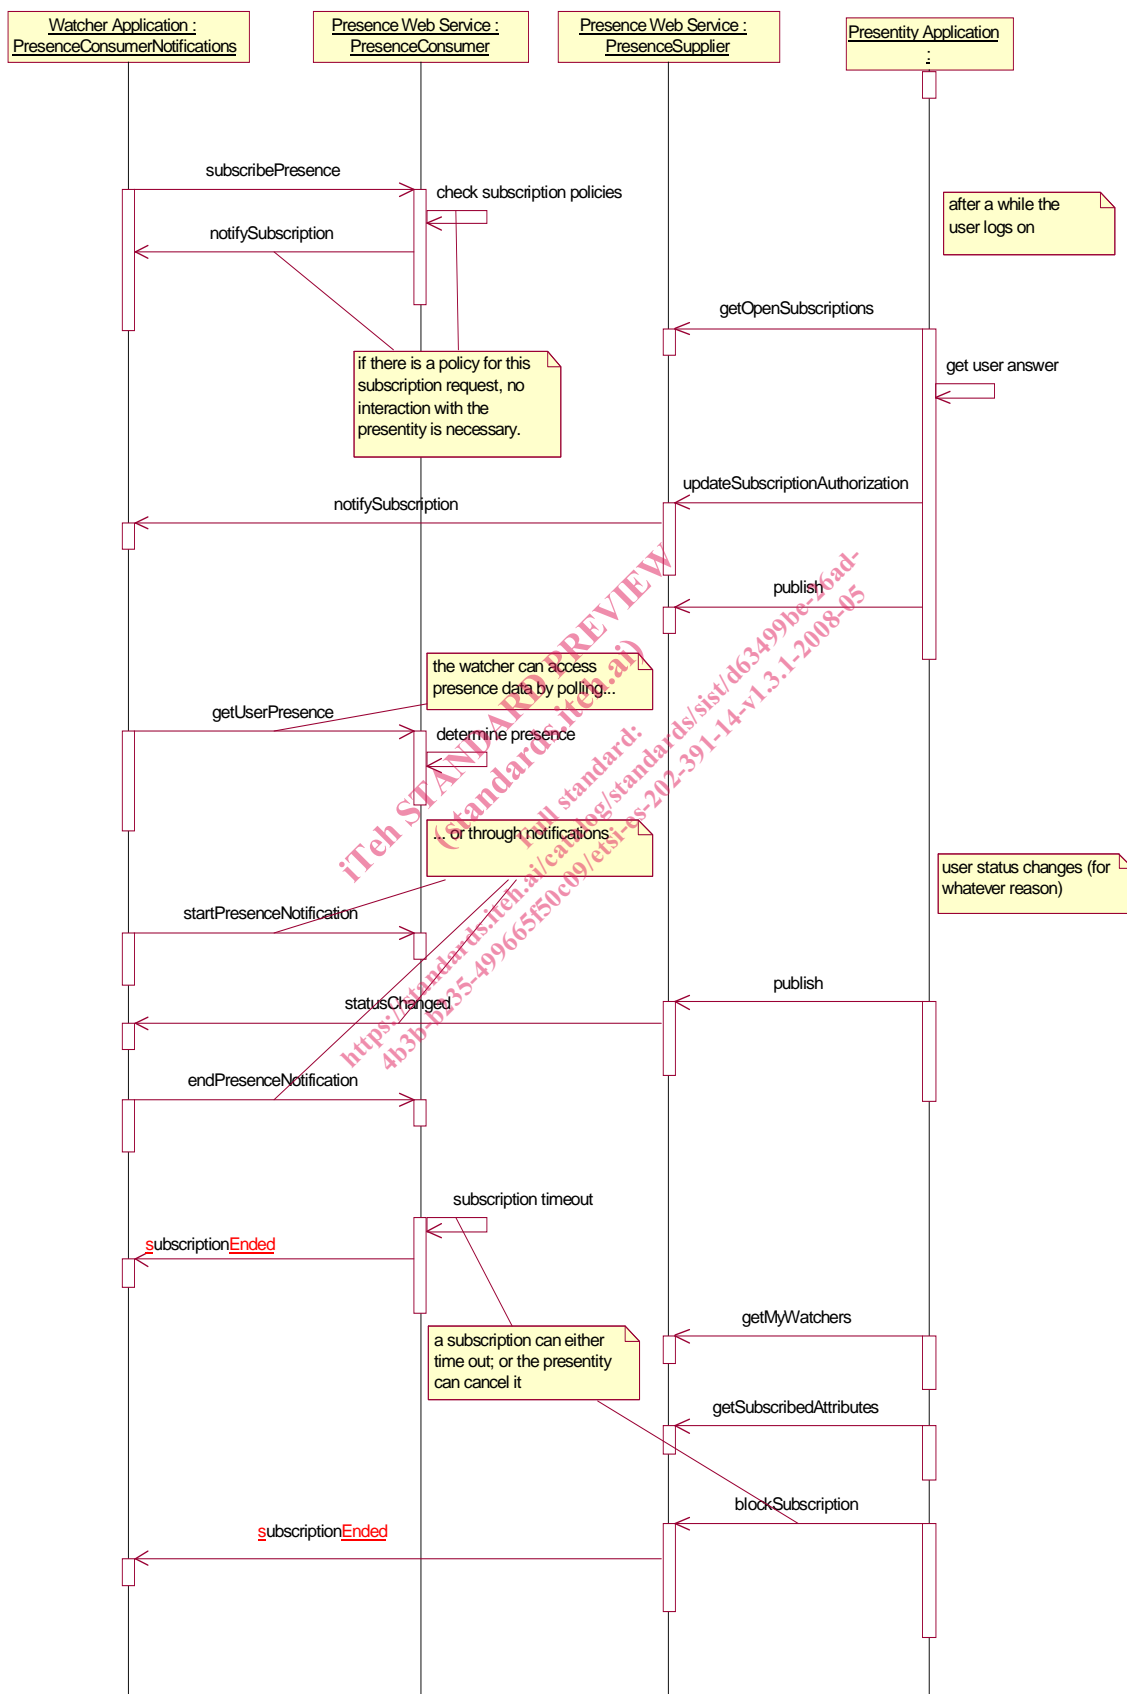 Watcher Application :
PresenceConsumerNotifications
Presence Web Service :
PresenceConsumer
Presence Web Service :
PresenceSupplier
Presentity Application
:
subscribePresence
check subscription policies
after a while the
user logs on
notifySubscription
getOpenSubscriptions
if there is a policy for this
subscription request, no
interaction with the
presentity is necessary.
get user answer
updateSubscriptionAuthorization
notifySubscription
publish
the watcher can access
presence data by polling...
getUserPresence
determine presence
... or through notifications
user status changes (for
whatever reason)
startPresenceNotification
publish
statusChanged
endPresenceNotification
subscription timeout
subscriptionEnded
getMyWatchers
a subscription can either
time out; or the presentity
can cancel it
getSubscribedAttributes
blockSubscription
subscriptionEnded
iTeh STANDARD PREVIEW
(standards.iteh.ai)
Full standard:
https://standards.iteh.ai/catalog/standards/sist/d63499be-26ad-
4b3b-b235-499665f50c09/etsi-es-202-391-14-v1.3.1-2008-05